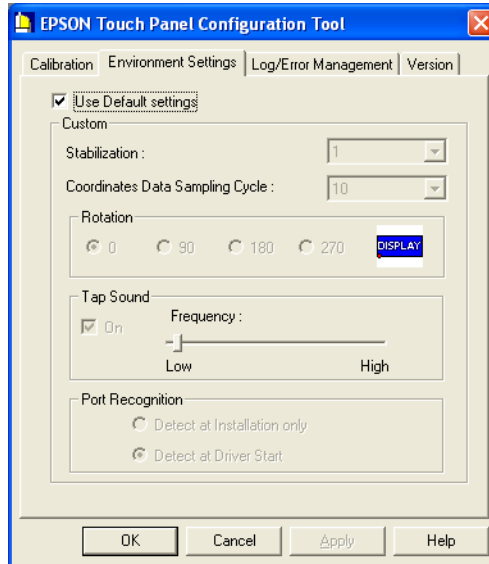 EPSON Touch Panel Configuration Tool
Calibration Environment Settings Log/Error Management Version
Use Default settings
Custom
Stabilization : 1
Coordinates Data Sampling Cycle : 10
Rotation
0 90 180 270 DISPLAY
Tap Sound
On Frequency :
Low High
Port Recognition
Detect at Installation only
Detect at Driver Start
OK Cancel Apply Help